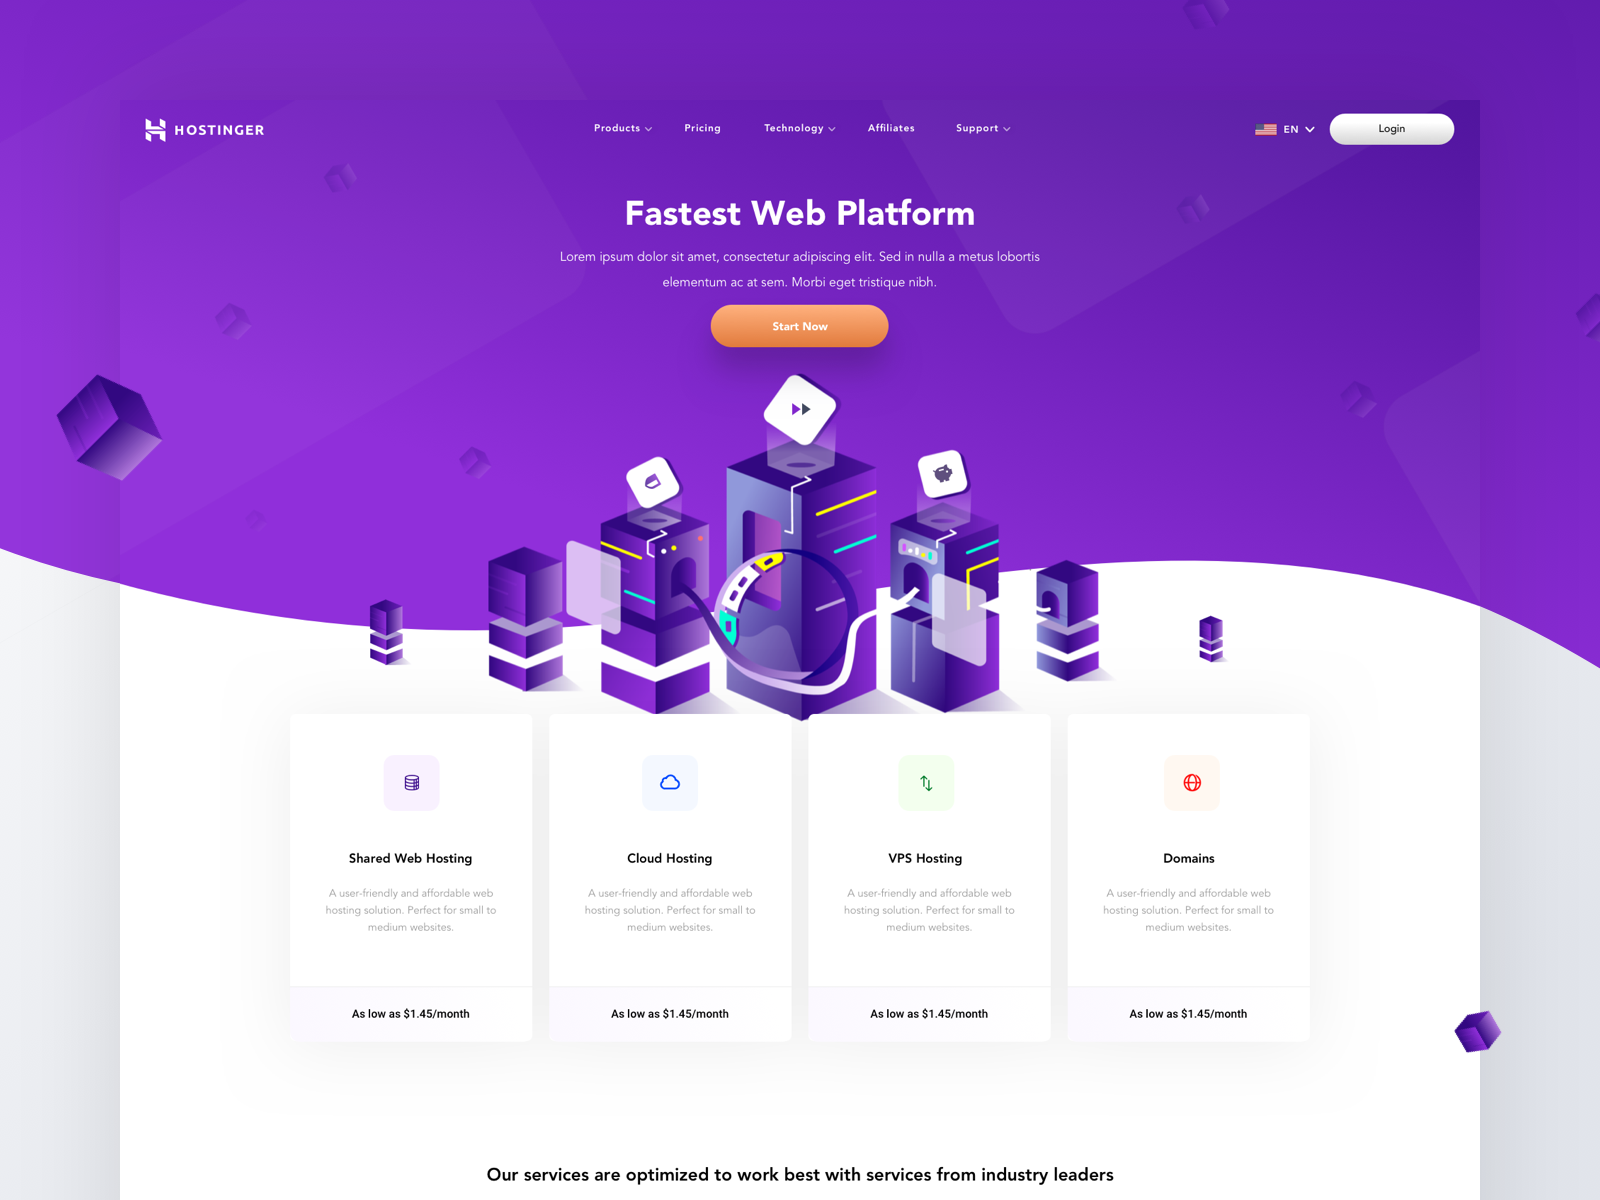 HOSTINGER
Products
Pricing
Technology
Affiliates
Support
EN
Login
Fastest Web Platform
Lorem ipsum dolor sit amet, consectetur adipiscing elit. Sed in nulla a metus lobortis
elementum ac at sem. Morbi eget tristique nibh.
Start Now
Shared Web Hosting
A user-friendly and affordable web
hosting solution. Perfect for small to
medium websites.
As low as $1.45/month
Cloud Hosting
A user-friendly and affordable web
hosting solution. Perfect for small to
medium websites.
As low as $1.45/month
VPS Hosting
A user-friendly and affordable web
hosting solution. Perfect for small to
medium websites.
As low as $1.45/month
Domains
A user-friendly and affordable web
hosting solution. Perfect for small to
medium websites.
As low as $1.45/month
Our services are optimized to work best with services from industry leaders